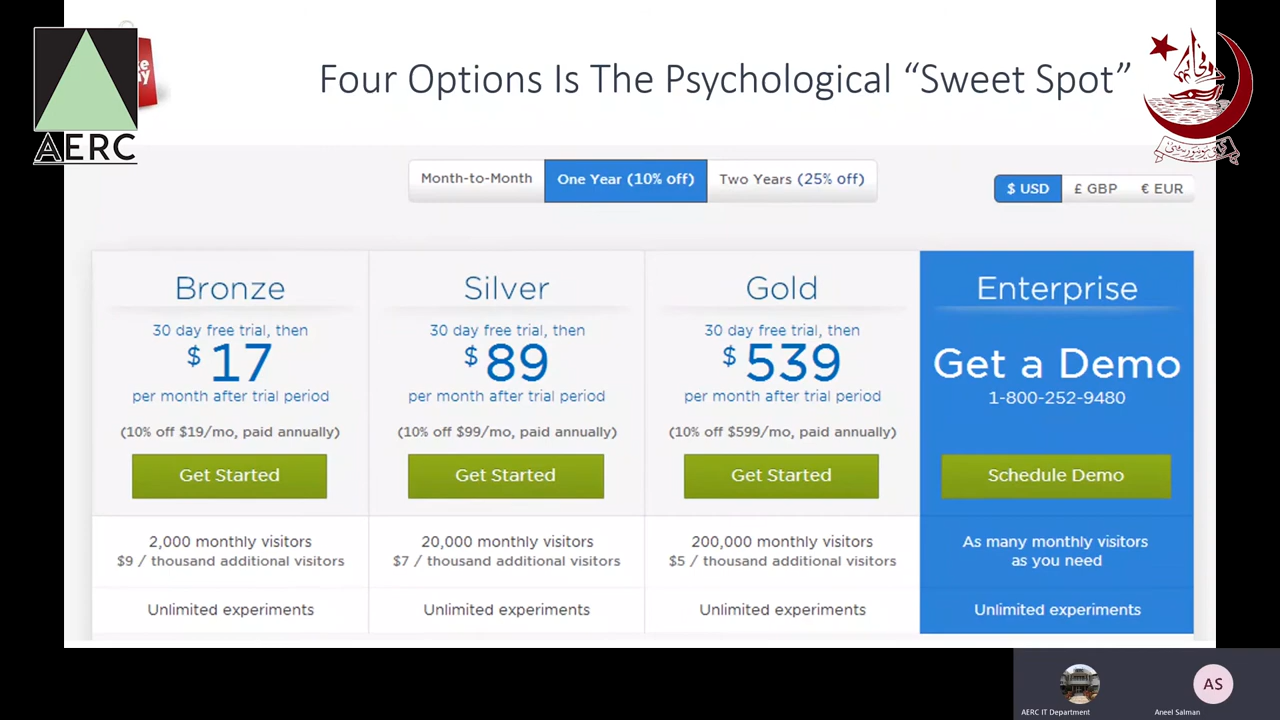 Four Options Is The Psychological “Sweet Spot”
AERC
Month-to-Month
One Year (10% off)
Two Years (25% off)
$ USD
£ GBP
€ EUR
Bronze
30 day free trial, then
$ 17
per month after trial period
(10% off $19/mo, paid annually)
Get Started
2,000 monthly visitors
$9 / thousand additional visitors
Unlimited experiments
Silver
30 day free trial, then
$ 89
per month after trial period
(10% off $99/mo, paid annually)
Get Started
20,000 monthly visitors
$7 / thousand additional visitors
Unlimited experiments
Gold
30 day free trial, then
$ 539
per month after trial period
(10% off $599/mo, paid annually)
Get Started
200,000 monthly visitors
$5 / thousand additional visitors
Unlimited experiments
Enterprise
Get a Demo
1-800-252-9480
Schedule Demo
As many monthly visitors
as you need
Unlimited experiments
AS
AERC IT Department
Aneel Salman